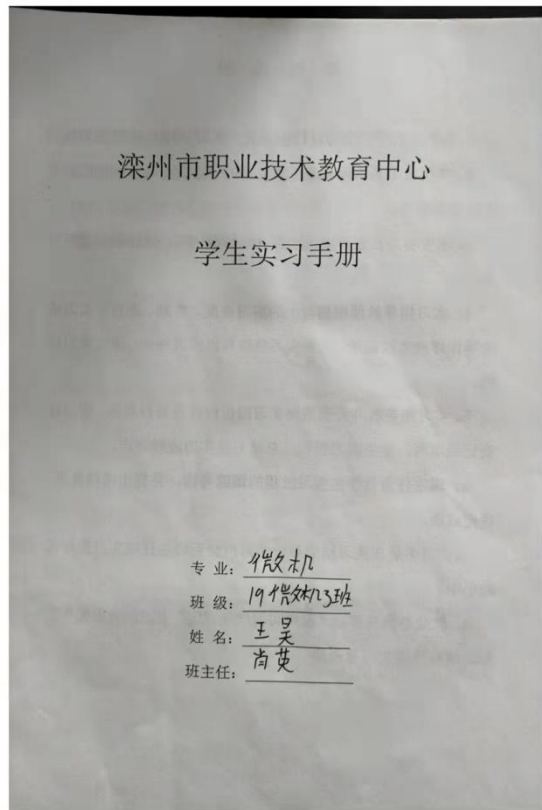 滦州市职业技术教育中心
学生实习手册
专 业: 微机
班 级: 19微机3班
姓 名: 王昊
班主任: 肖英